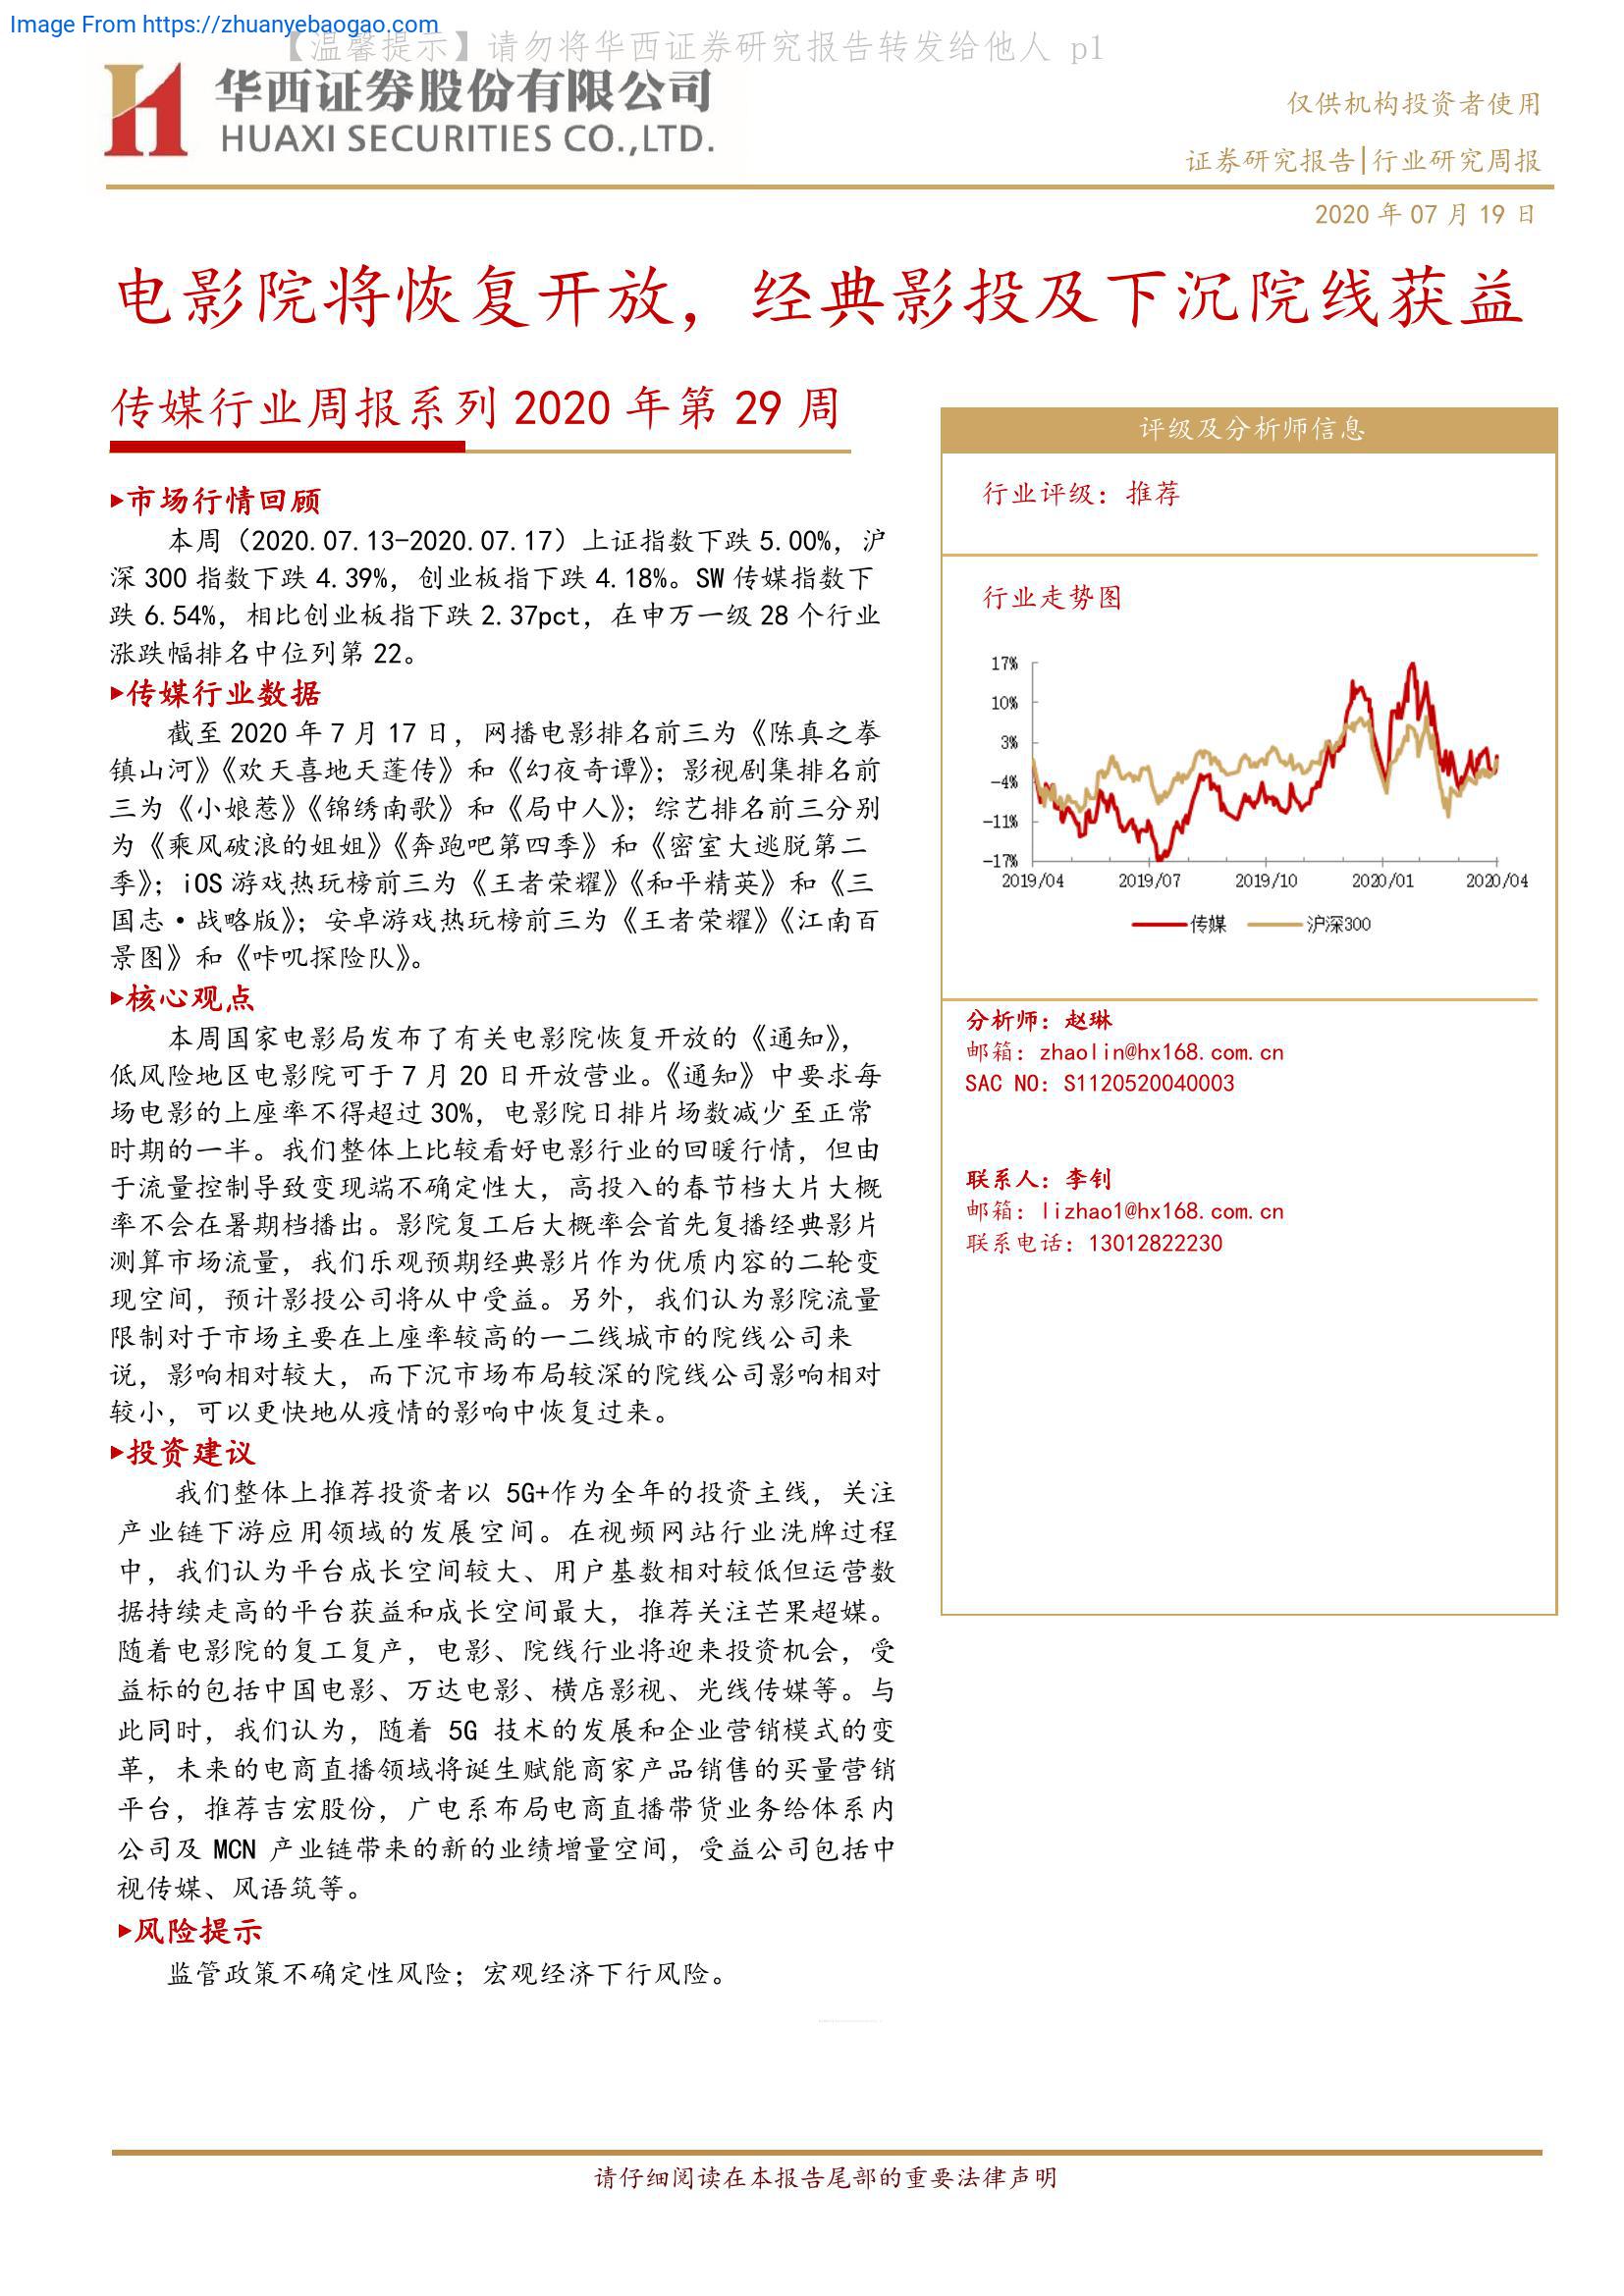 Image From https://zhuanyebaogao.com
【温馨提示】请勿将华西证券研究报告转发给他人 p1
华西证券股份有限公司
HUAXI SECURITIES CO.,LTD.
仅供机构投资者使用
证券研究报告|行业研究周报
2020 年 07 月 19 日
电影院将恢复开放，经典影投及下沉院线获益
传媒行业周报系列 2020 年第 29 周
▸市场行情回顾
本周（2020.07.13-2020.07.17）上证指数下跌 5.00%，沪
深 300 指数下跌 4.39%，创业板指下跌 4.18%。SW 传媒指数下
跌 6.54%，相比创业板指下跌 2.37pct，在申万一级 28 个行业
涨跌幅排名中位列第 22。
▸传媒行业数据
截至 2020 年 7 月 17 日，网播电影排名前三为《陈真之拳
镇山河》《欢天喜地天蓬传》和《幻夜奇谭》；影视剧集排名前
三为《小娘惹》《锦绣南歌》和《局中人》；综艺排名前三分别
为《乘风破浪的姐姐》《奔跑吧第四季》和《密室大逃脱第二
季》；iOS 游戏热玩榜前三为《王者荣耀》《和平精英》和《三
国志·战略版》；安卓游戏热玩榜前三为《王者荣耀》《江南百
景图》和《咔叽探险队》。
▸核心观点
本周国家电影局发布了有关电影院恢复开放的《通知》，
低风险地区电影院可于 7 月 20 日开放营业。《通知》中要求每
场电影的上座率不得超过 30%，电影院日排片场数减少至正常
时期的一半。我们整体上比较看好电影行业的回暖行情，但由
于流量控制导致变现端不确定性大，高投入的春节档大片大概
率不会在暑期档播出。影院复工后大概率会首先复播经典影片
测算市场流量，我们乐观预期经典影片作为优质内容的二轮变
现空间，预计影投公司将从中受益。另外，我们认为影院流量
限制对于市场主要在上座率较高的一二线城市的院线公司来
说，影响相对较大，而下沉市场布局较深的院线公司影响相对
较小，可以更快地从疫情的影响中恢复过来。
▸投资建议
我们整体上推荐投资者以 5G+作为全年的投资主线，关注
产业链下游应用领域的发展空间。在视频网站行业洗牌过程
中，我们认为平台成长空间较大、用户基数相对较低但运营数
据持续走高的平台获益和成长空间最大，推荐关注芒果超媒。
随着电影院的复工复产，电影、院线行业将迎来投资机会，受
益标的包括中国电影、万达电影、横店影视、光线传媒等。与
此同时，我们认为，随着 5G 技术的发展和企业营销模式的变
革，未来的电商直播领域将诞生赋能商家产品销售的买量营销
平台，推荐吉宏股份，广电系布局电商直播带货业务给体系内
公司及 MCN 产业链带来的新的业绩增量空间，受益公司包括中
视传媒、风语筑等。
▸风险提示
监管政策不确定性风险；宏观经济下行风险。
评级及分析师信息
行业评级：推荐
行业走势图
17%
10%
3%
-4%
-11%
-17%
2019/04 2019/07 2019/10 2020/01 2020/04
传媒 沪深300
分析师：赵琳
邮箱：zhaolin@hx168.com.cn
SAC NO：S1120520040003
联系人：李钊
邮箱：lizhao1@hx168.com.cn
联系电话：13012822230
请仔细阅读在本报告尾部的重要法律声明